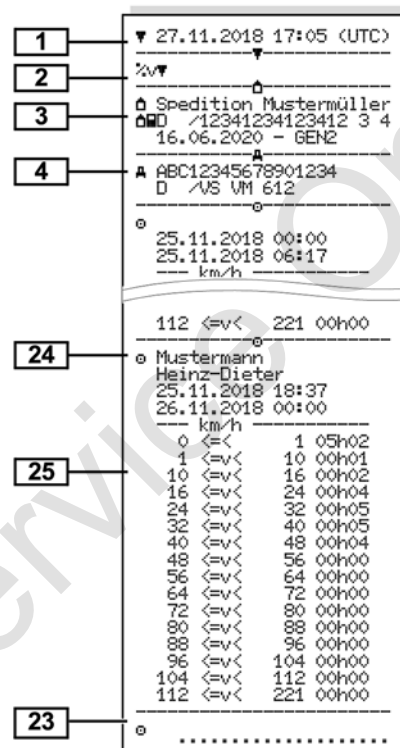 1
▼ 27.11.2018 17:05 (UTC)
2
%v▼
3
Spedition Mustermüller
D /12341234123412 3 4
16.06.2020 - GEN2
4
A ABC12345678901234
D /VS VM 612
25.11.2018 00:00
25.11.2018 06:17
--- km/h ---
112 <=v< 221 00h00
24
Mustermann
Heinz-Dieter
25.11.2018 18:37
26.11.2018 00:00
--- km/h ---
0 <=< 1 05h02
1 <=v< 10 00h01
25
10 <=v< 16 00h02
16 <=v< 24 00h04
24 <=v< 32 00h05
32 <=v< 40 00h05
40 <=v< 48 00h04
48 <=v< 56 00h00
56 <=v< 64 00h00
64 <=v< 72 00h00
72 <=v< 80 00h00
80 <=v< 88 00h00
88 <=v< 96 00h00
96 <=v< 104 00h00
104 <=v< 112 00h00
112 <=v< 221 00h00
23
....................